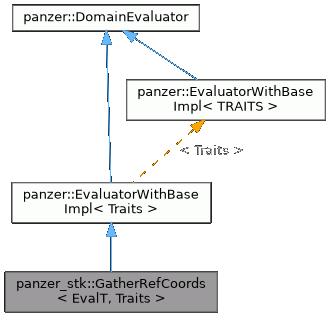 panzer::DomainEvaluator
panzer::EvaluatorWithBase
Impl< TRAITS >
< Traits >
panzer::EvaluatorWithBase
Impl< Traits >
panzer_stk::GatherRefCoords
< EvalT, Traits >